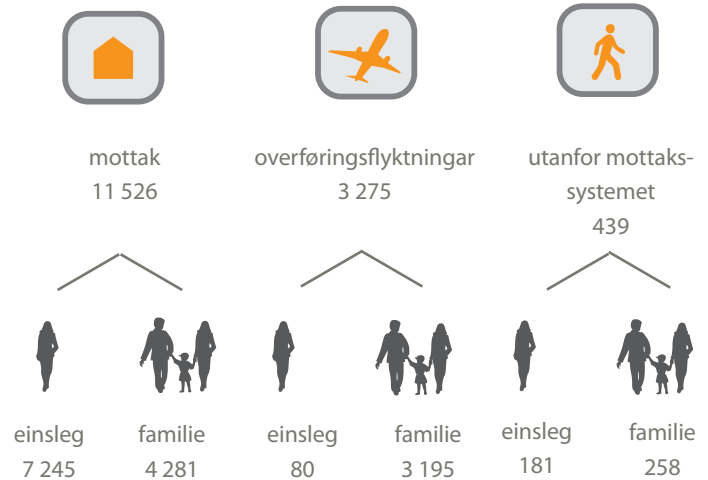 mottak
11 526
overføringsflyktningar
3 275
utanfor mottaks-
systemet
439
einsleg
7 245
familie
4 281
einsleg
80
familie
3 195
einsleg
181
familie
258